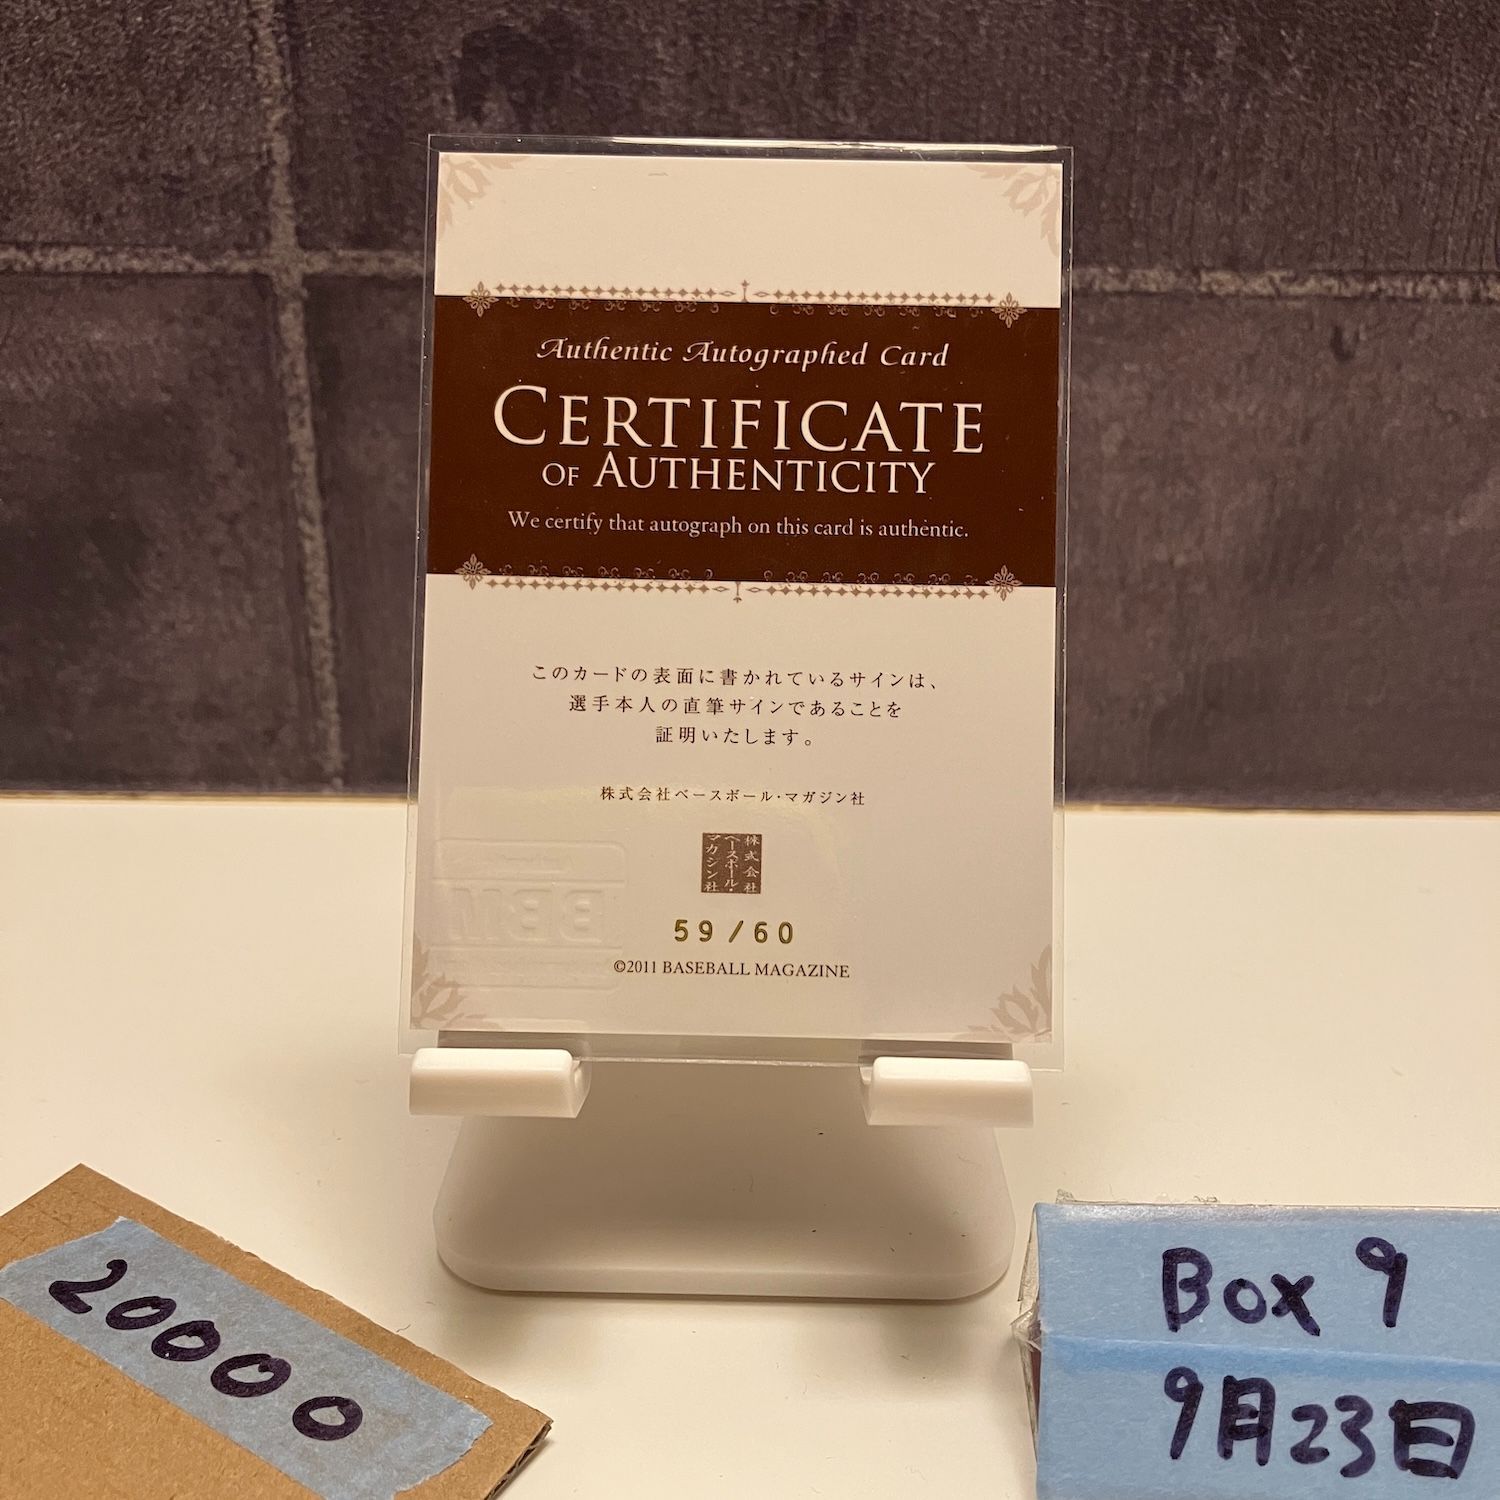 Authentic Autographed Card
CERTIFICATE
OF AUTHENTICITY
We certify that autograph on this card is authentic.
このカードの表面に書かれているサインは、
選手本人の直筆サインであることを
証明いたします。
株式会社ベースボール・マガジン社
株式会社
ベースボール・
マガジン社
BBM
59/60
©2011 BASEBALL MAGAZINE
20000
Box 9
9月23日